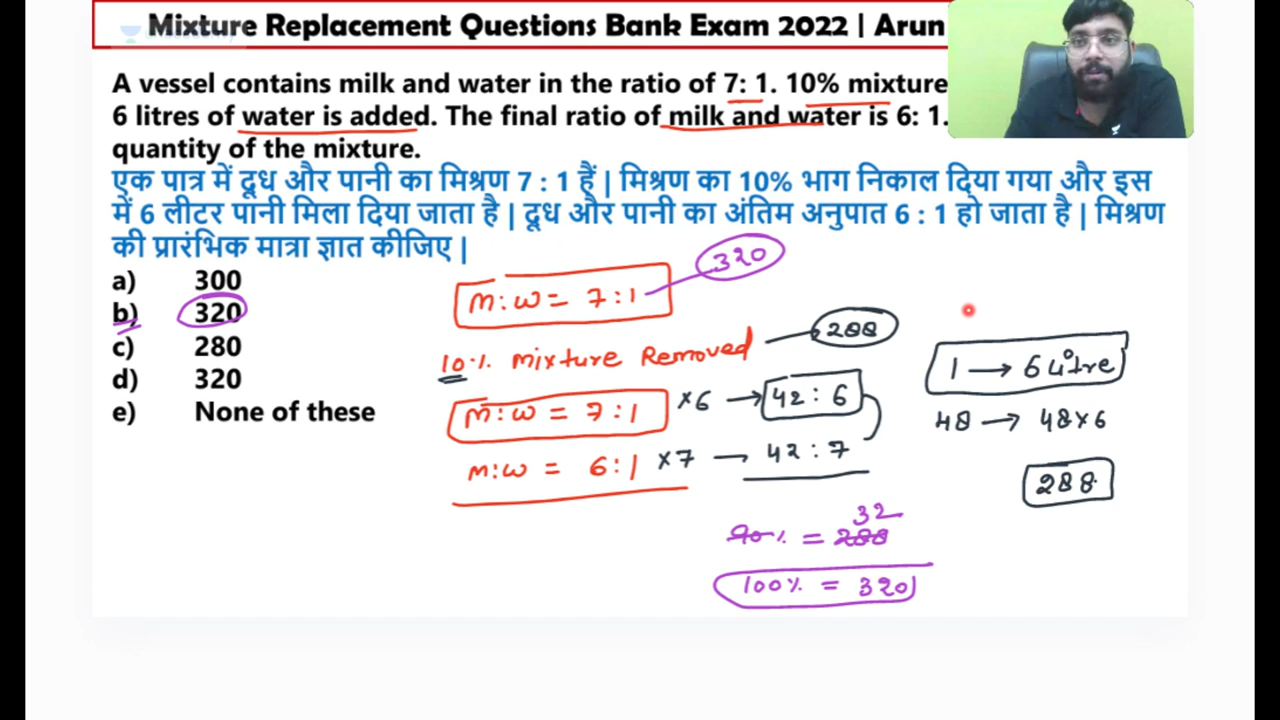 Mixture Replacement Questions Bank Exam 2022 | Arun
A vessel contains milk and water in the ratio of 7: 1. 10% mixture
6 litres of water is added. The final ratio of milk and water is 6: 1.
quantity of the mixture.
एक पात्र में दूध और पानी का मिश्रण 7 : 1 हैं | मिश्रण का 10% भाग निकाल दिया गया और इस
में 6 लीटर पानी मिला दिया जाता है | दूध और पानी का अंतिम अनुपात 6 : 1 हो जाता है | मिश्रण
की प्रारंभिक मात्रा ज्ञात कीजिए |
a) 300
b) 320
c) 280
d) 320
e) None of these
M:W = 7:1 320
10% Mixture Removed 288
M:W = 7:1 ×6 → 42 : 6
M:W = 6:1 ×7 → 42 : 7
1 → 6 Litre
48 → 48×6
288
32
90% = 288
100% = 320